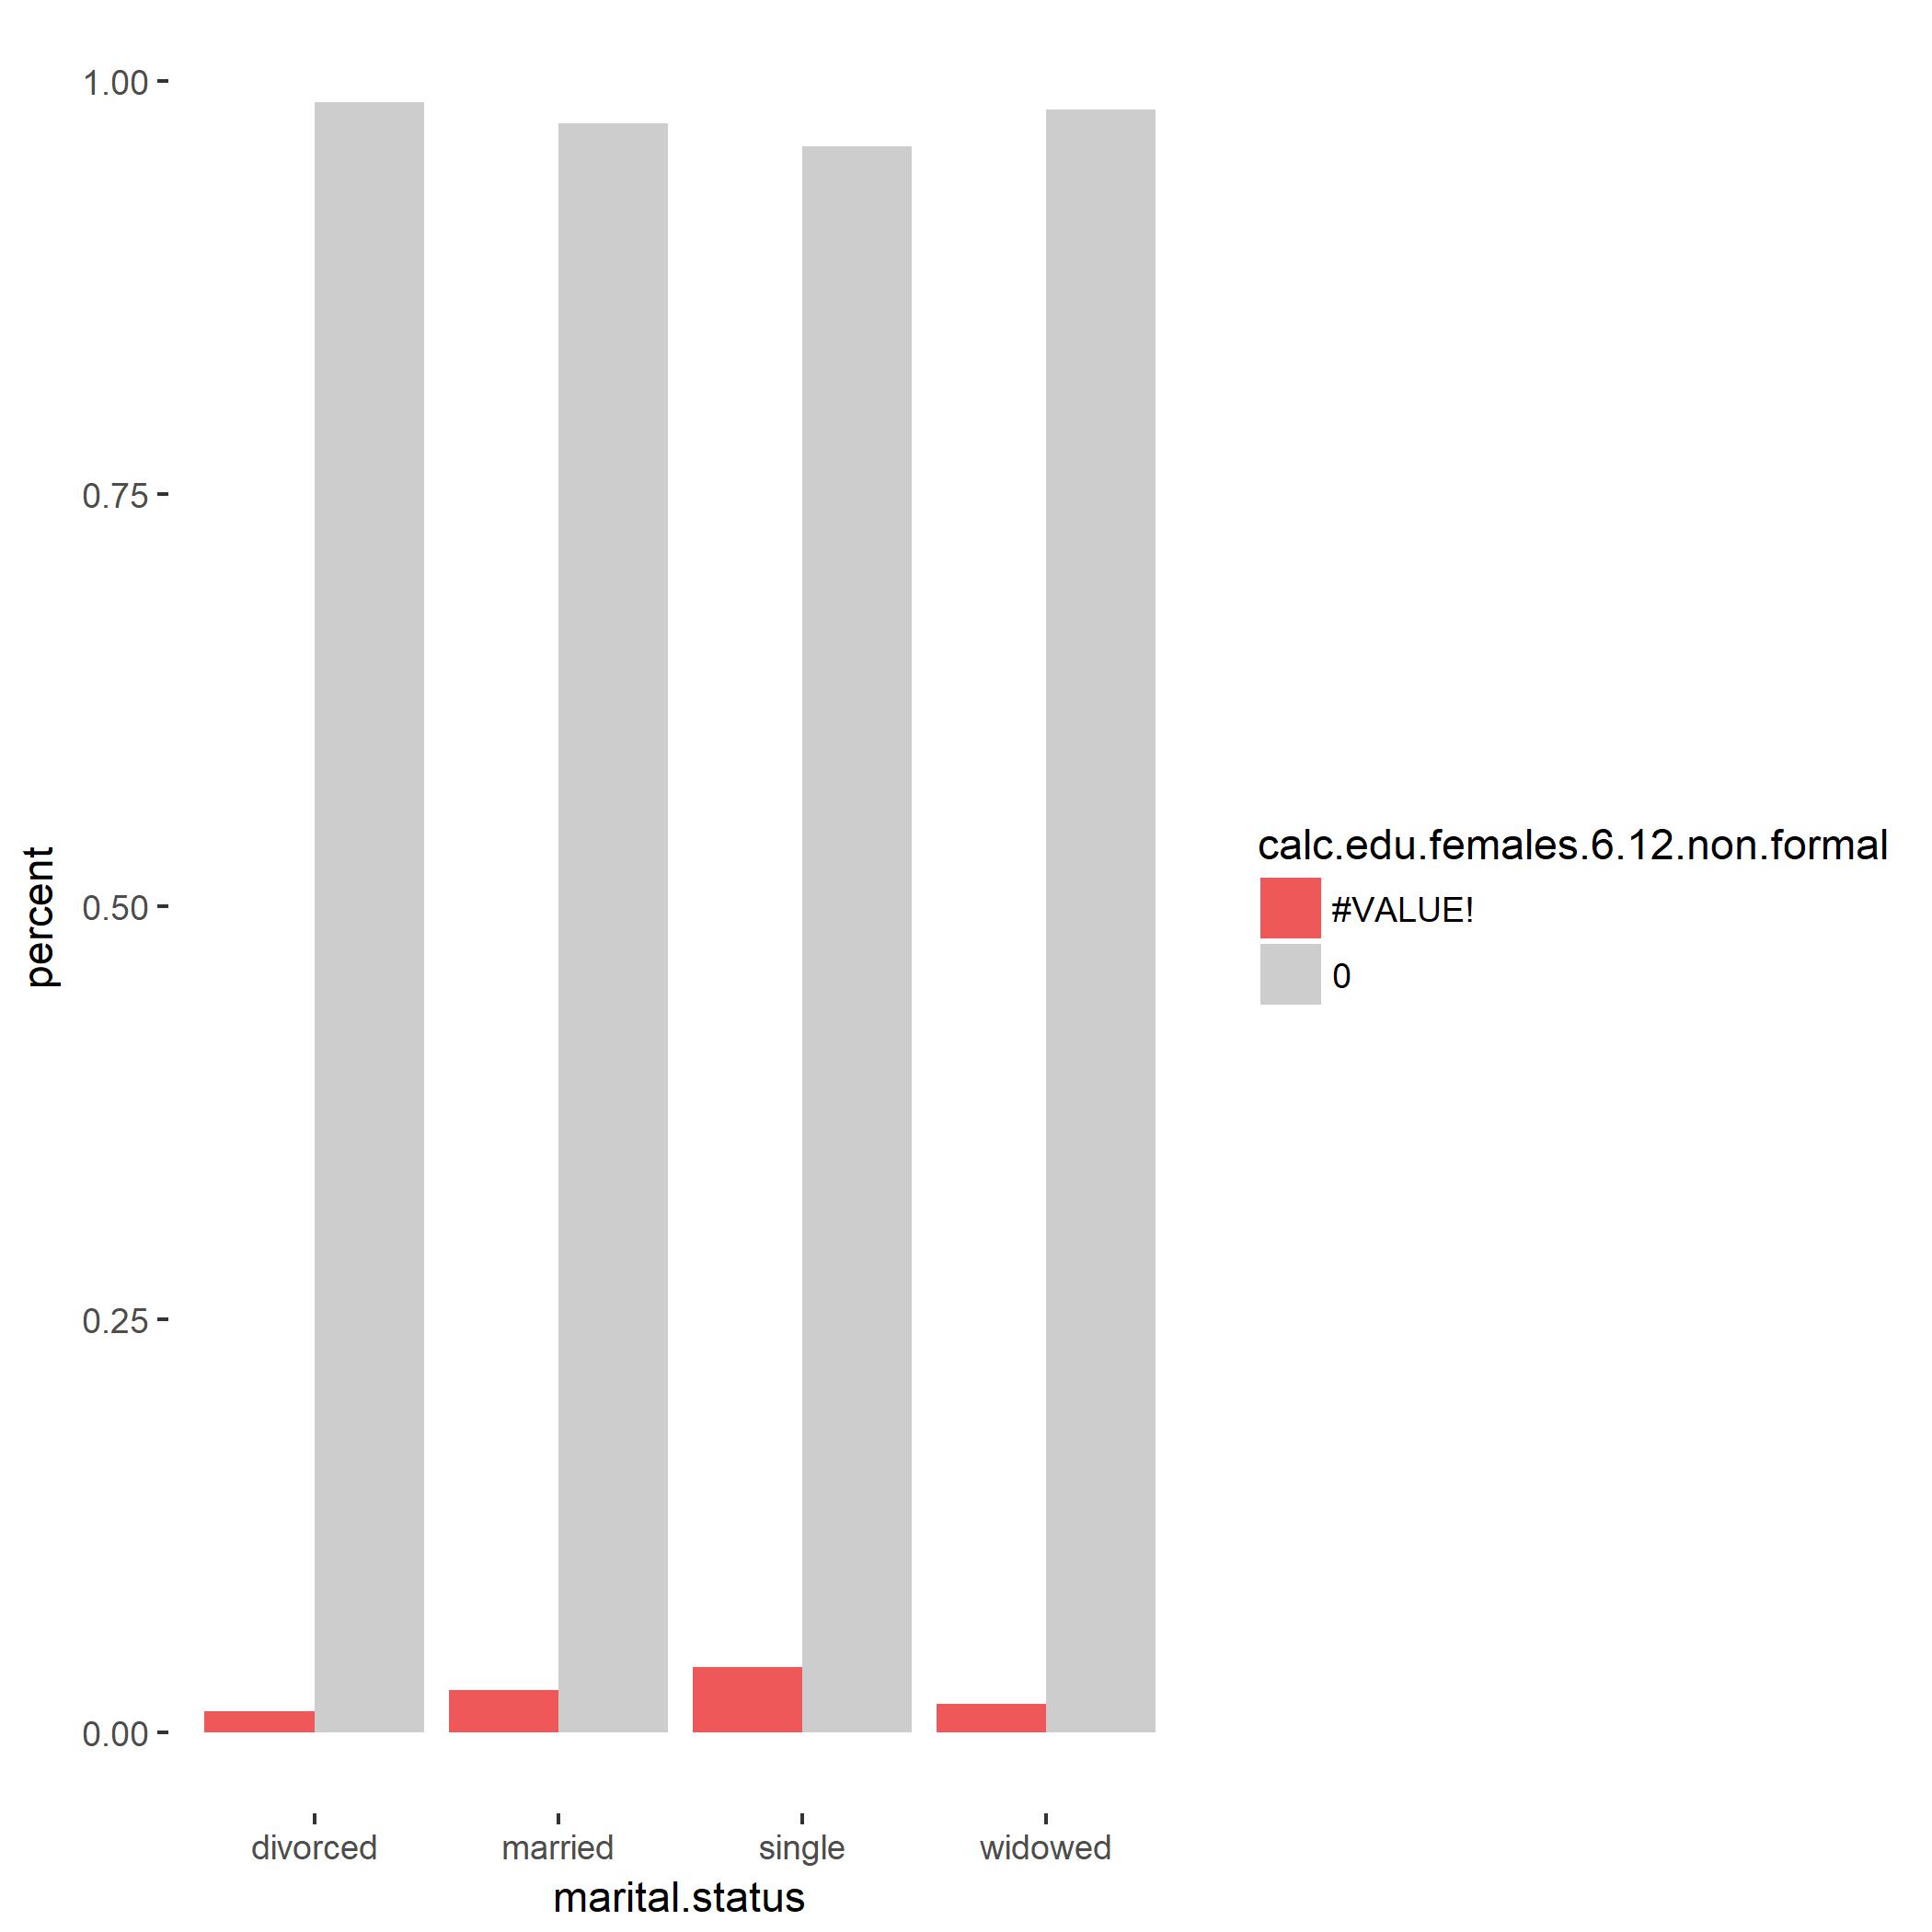 1.00
0.75
0.50
0.25
0.00
percent
divorced married single widowed
marital.status
calc.edu.females.6.12.non.formal
#VALUE!
0